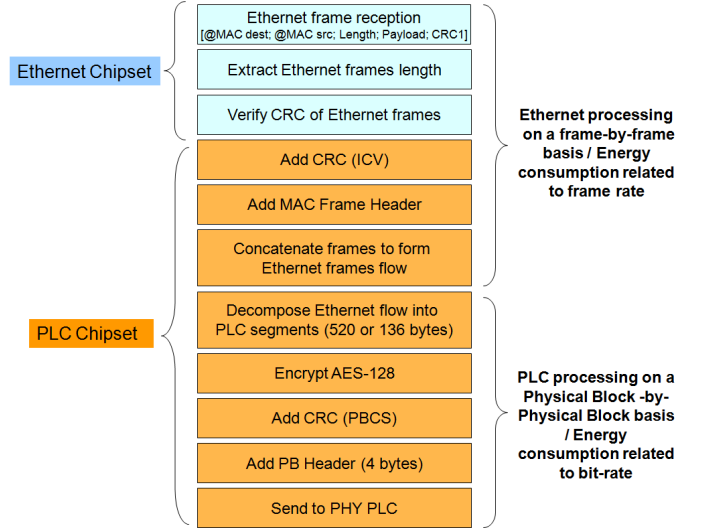 Ethernet frame reception
[@MAC dest; @MAC src; Length; Payload; CRC1]
Extract Ethernet frames length
Verify CRC of Ethernet frames
Add CRC (ICV)
Add MAC Frame Header
Concatenate frames to form
Ethernet frames flow
Decompose Ethernet flow into
PLC segments (520 or 136 bytes)
Encrypt AES-128
Add CRC (PBCS)
Add PB Header (4 bytes)
Send to PHY PLC
Ethernet Chipset
PLC Chipset
Ethernet processing
on a frame-by-frame
basis / Energy
consumption related
to frame rate
PLC processing on a
Physical Block -by-
Physical Block basis
/ Energy
consumption related
to bit-rate